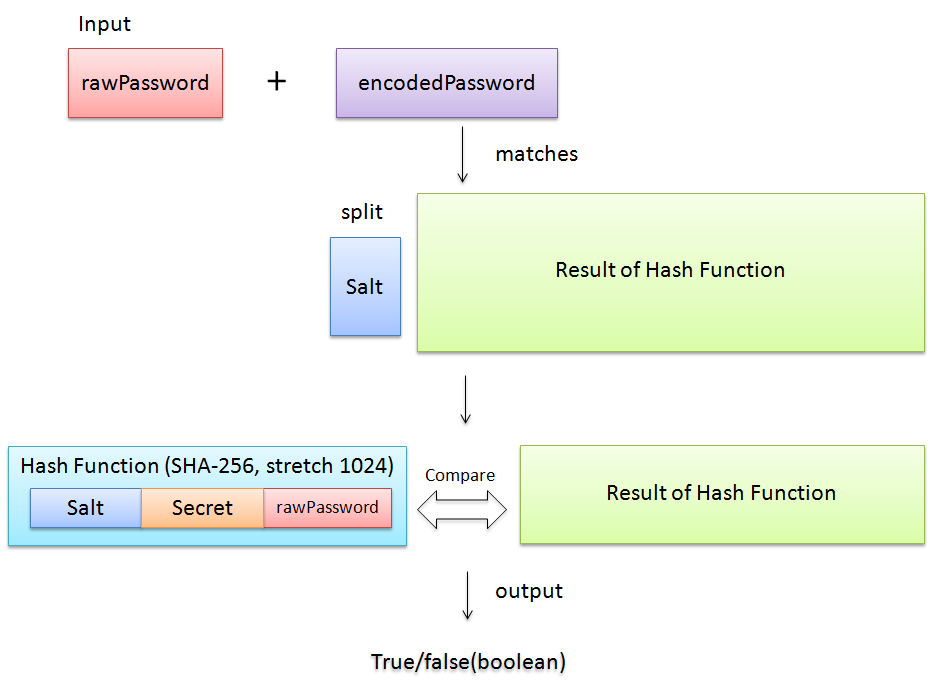 Input
rawPassword
+
encodedPassword
matches
split
Salt
Result of Hash Function
Hash Function (SHA-256, stretch 1024)
Salt
Secret
rawPassword
Compare
Result of Hash Function
output
True/false(boolean)